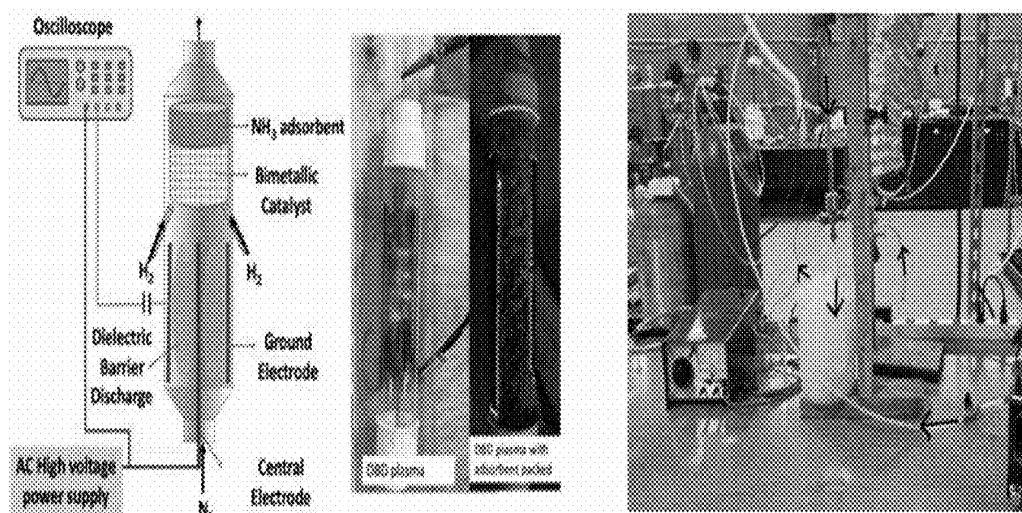 Oscilloscope
NH₃ adsorbent
Bimetallic
Catalyst
H₂
H₂
Dielectric
Barrier
Discharge
Ground
Electrode
AC High voltage
power supply
Central
Electrode
DBD plasma
DBD plasma with
adsorbent packed